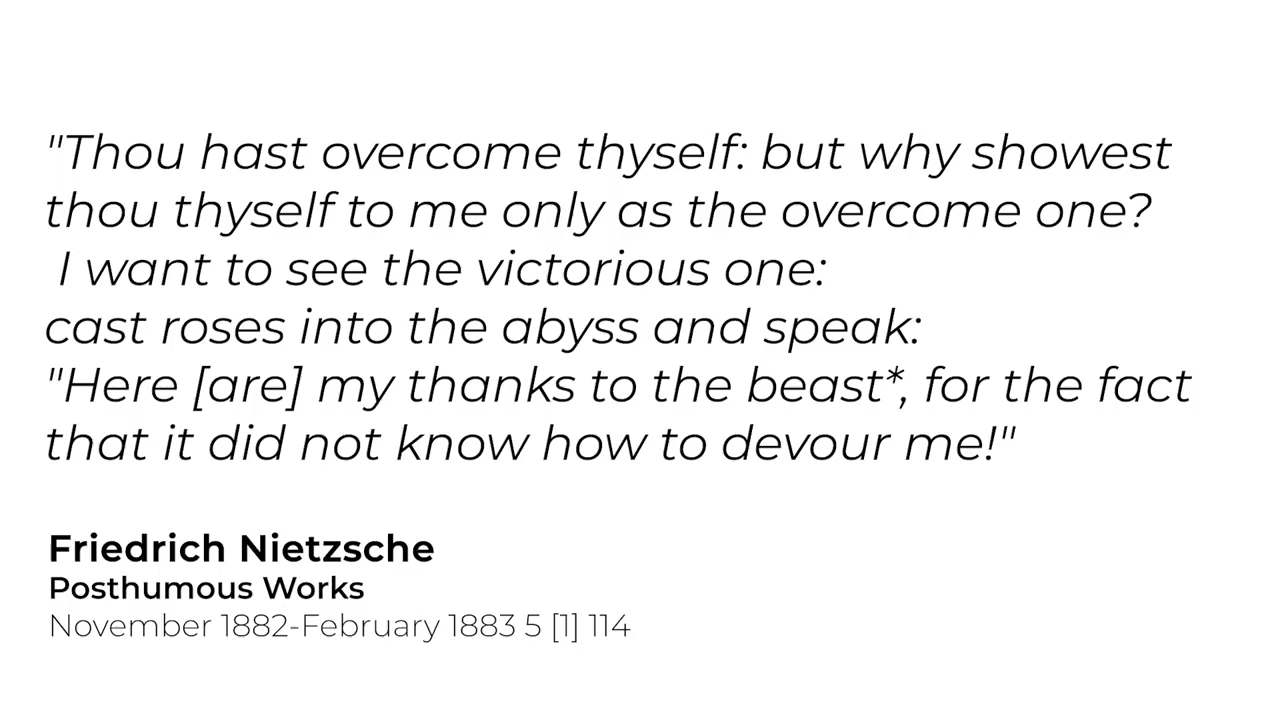 "Thou hast overcome thyself: but why showest
thou thyself to me only as the overcome one?
I want to see the victorious one:
cast roses into the abyss and speak:
"Here [are] my thanks to the beast*, for the fact
that it did not know how to devour me!"
Friedrich Nietzsche
Posthumous Works
November 1882-February 1883 5 [1] 114